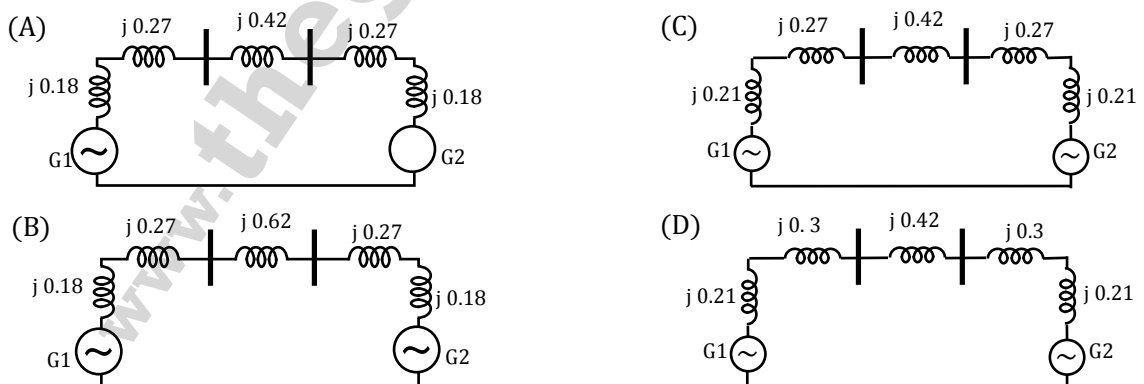 (A)
j 0.27
j 0.42
j 0.27
j 0.18
j 0.18
G1
G2
(B)
j 0.27
j 0.62
j 0.27
j 0.18
j 0.18
G1
G2
(C)
j 0.27
j 0.42
j 0.27
j 0.21
j 0.21
G1
G2
(D)
j 0. 3
j 0.42
j 0.3
j 0.21
j 0.21
G1
G2